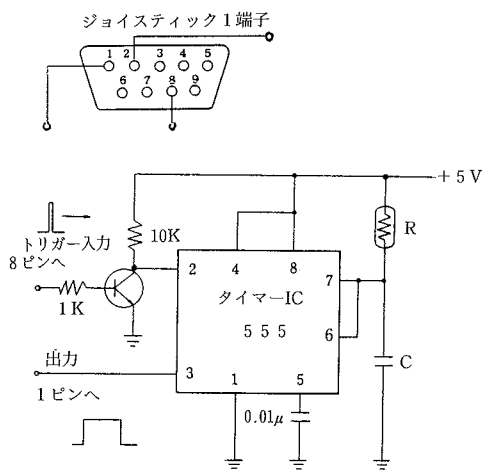 ジョイスティック1端子
1 2 3 4 5
6 7 8 9
+5V
トリガー入力
8ピンへ
10K
R
1K
2 4 8 7
タイマーIC
555
6
出力
3 1 5
C
1ピンへ
0.01μ